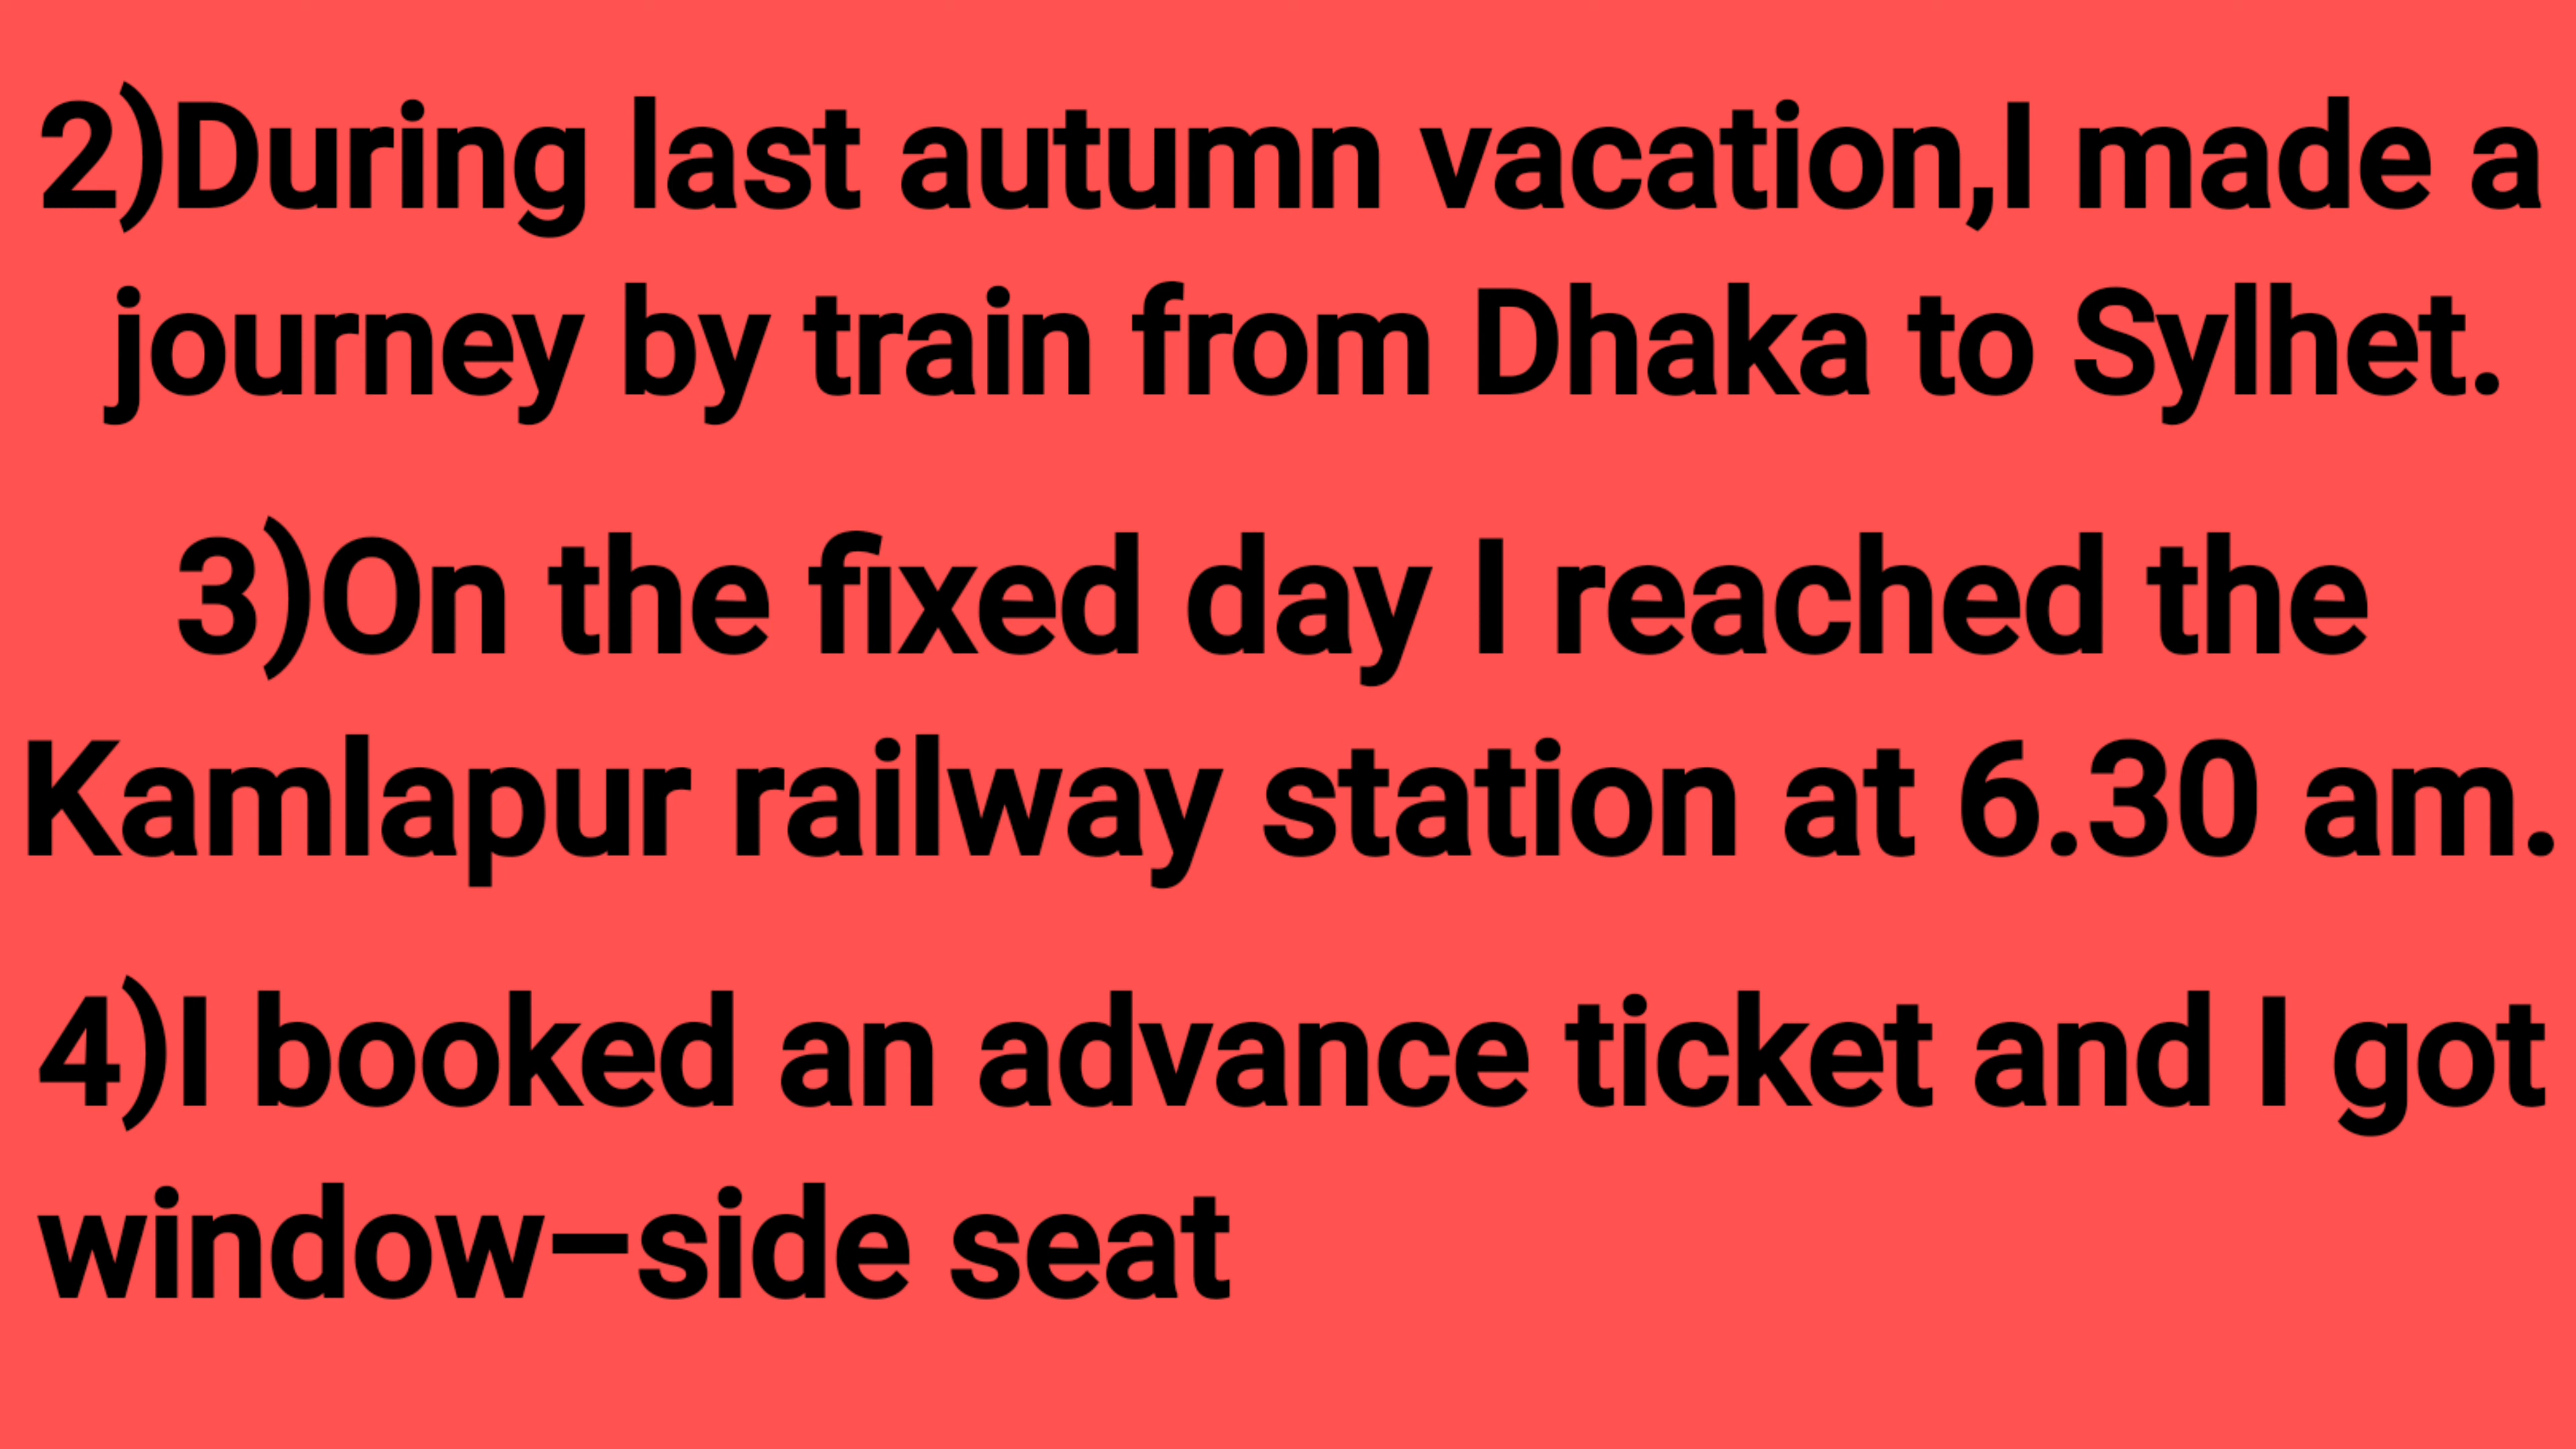 2)During last autumn vacation,I made a
journey by train from Dhaka to Sylhet.
3)On the fixed day I reached the
Kamlapur railway station at 6.30 am.
4)I booked an advance ticket and I got
window–side seat